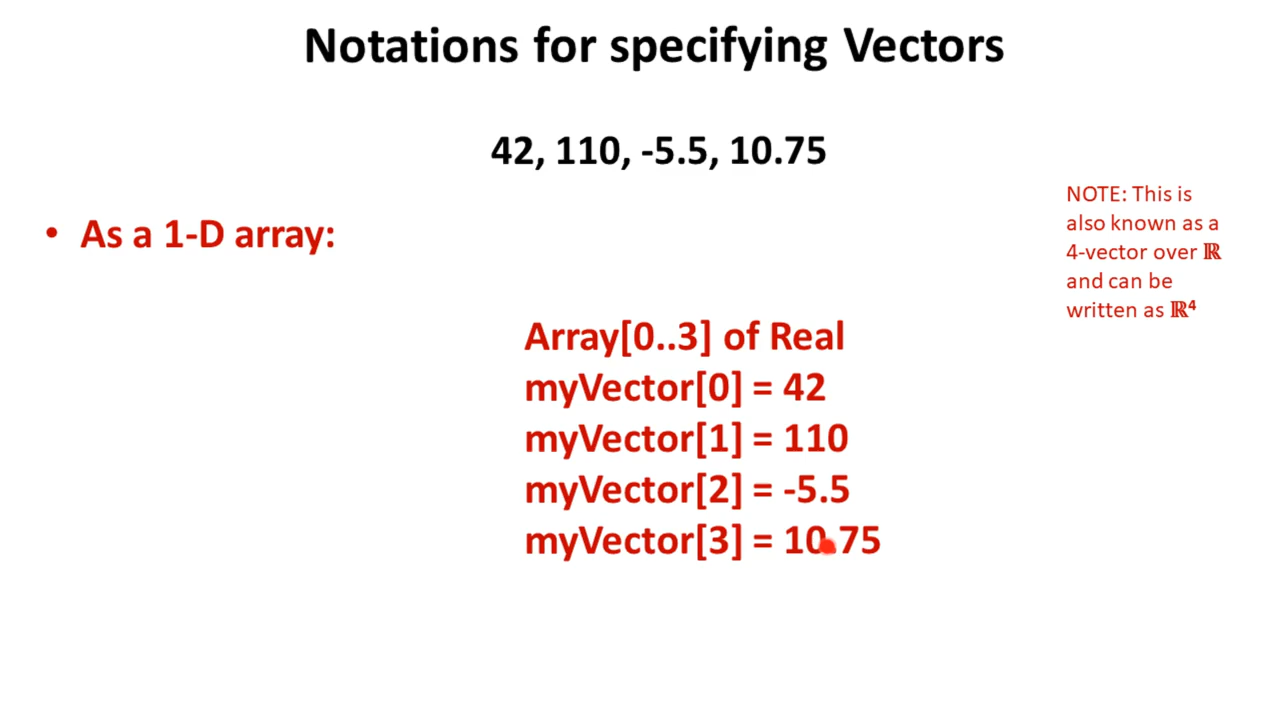 Notations for specifying Vectors
42, 110, -5.5, 10.75
• As a 1-D array:
NOTE: This is
also known as a
4-vector over ℝ
and can be
written as ℝ⁴
Array[0..3] of Real
myVector[0] = 42
myVector[1] = 110
myVector[2] = -5.5
myVector[3] = 10.75